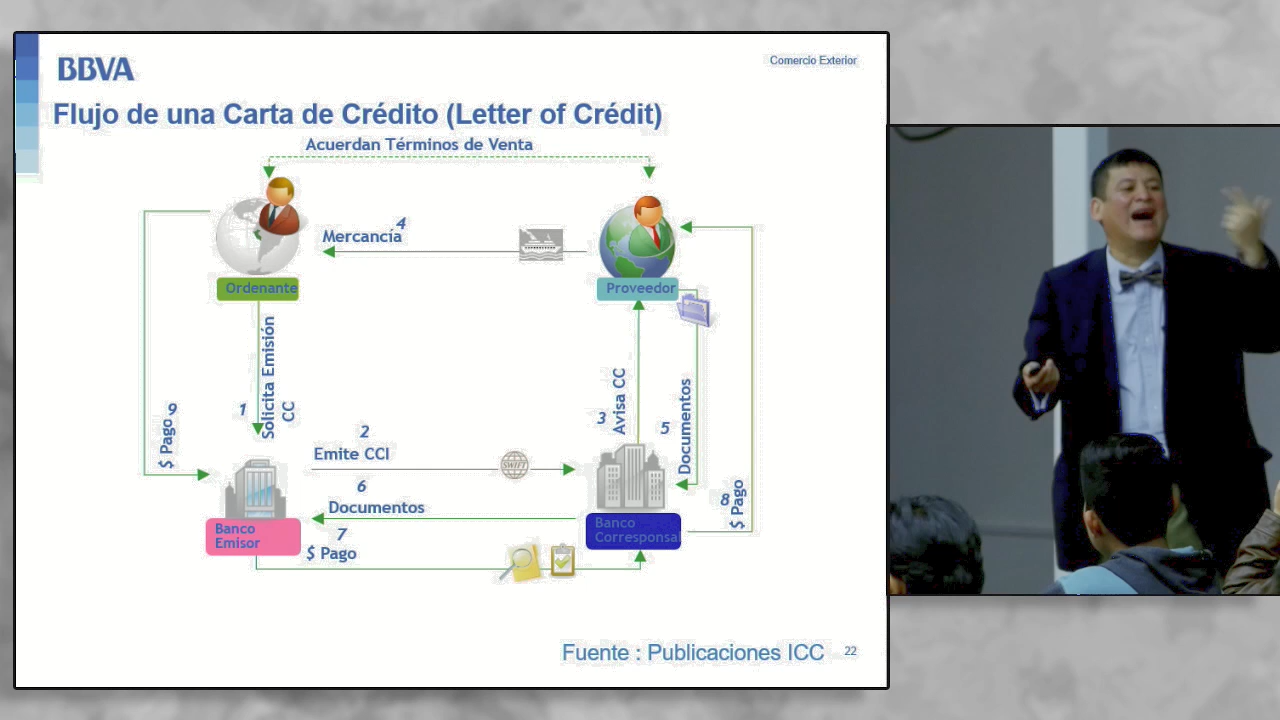 BBVA
Comercio Exterior
Flujo de una Carta de Crédito (Letter of Crédit)
Acuerdan Términos de Venta
4
Mercancía
Ordenante
Proveedor
1
Solicita Emisión
CC
9
$ Pago
2
Emite CCI
SWIFT
3
Avisa CC
5
Documentos
6
Documentos
8
$ Pago
Banco
Emisor
Banco
Corresponsal
7
$ Pago
Fuente : Publicaciones ICC
22